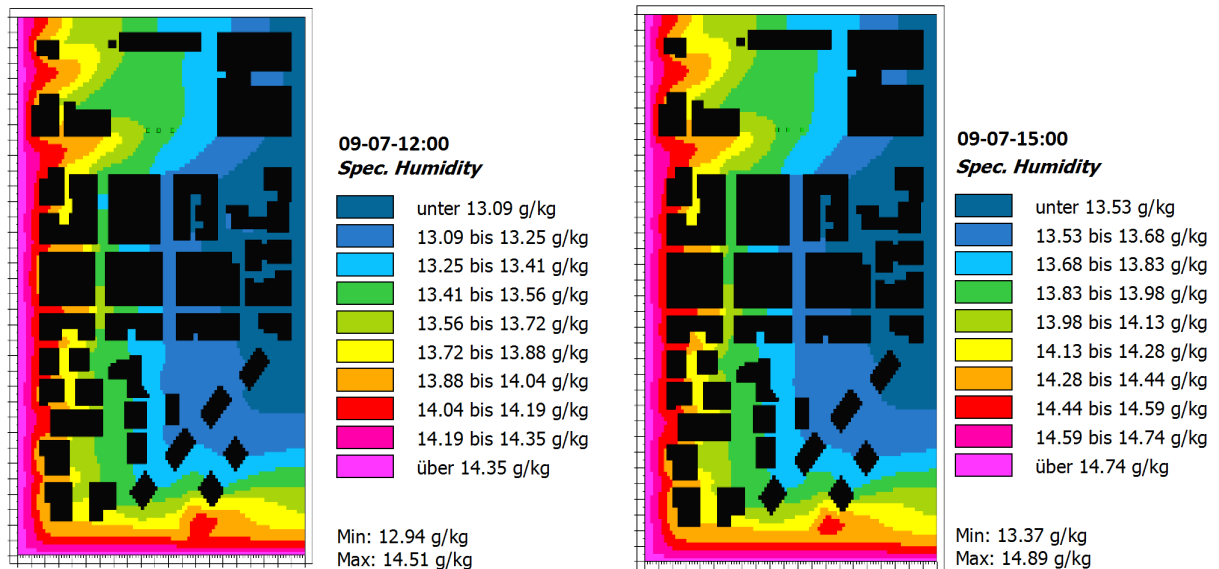 09-07-12:00
Spec. Humidity
unter 13.09 g/kg
13.09 bis 13.25 g/kg
13.25 bis 13.41 g/kg
13.41 bis 13.56 g/kg
13.56 bis 13.72 g/kg
13.72 bis 13.88 g/kg
13.88 bis 14.04 g/kg
14.04 bis 14.19 g/kg
14.19 bis 14.35 g/kg
über 14.35 g/kg
Min: 12.94 g/kg
Max: 14.51 g/kg
09-07-15:00
Spec. Humidity
unter 13.53 g/kg
13.53 bis 13.68 g/kg
13.68 bis 13.83 g/kg
13.83 bis 13.98 g/kg
13.98 bis 14.13 g/kg
14.13 bis 14.28 g/kg
14.28 bis 14.44 g/kg
14.44 bis 14.59 g/kg
14.59 bis 14.74 g/kg
über 14.74 g/kg
Min: 13.37 g/kg
Max: 14.89 g/kg